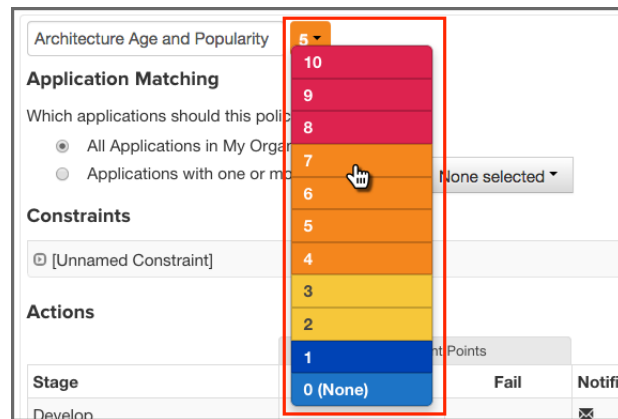 Architecture Age and Popularity 5
10
Application Matching
9
Which applications should this polic
8
All Applications in My Orgar
7
Applications with one or mo
None selected
6
Constraints
5
4
[Unnamed Constraint]
3
Actions
2
1
nt Points
Stage
0 (None)
Fail
Notifi
Develop